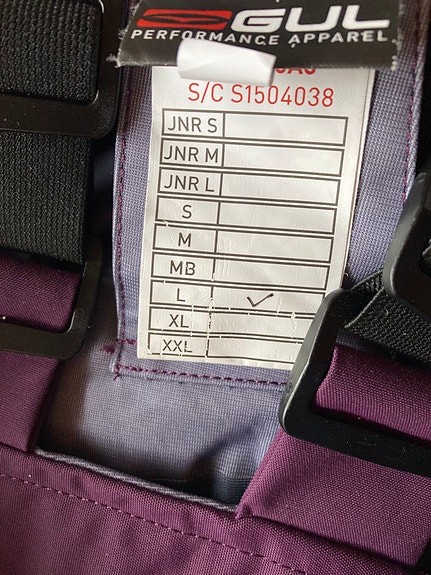 GUL
PERFORMANCE APPAREL
S/C S1504038
JNR S
JNR M
JNR L
S
M
MB
L ✓
XL
XXL